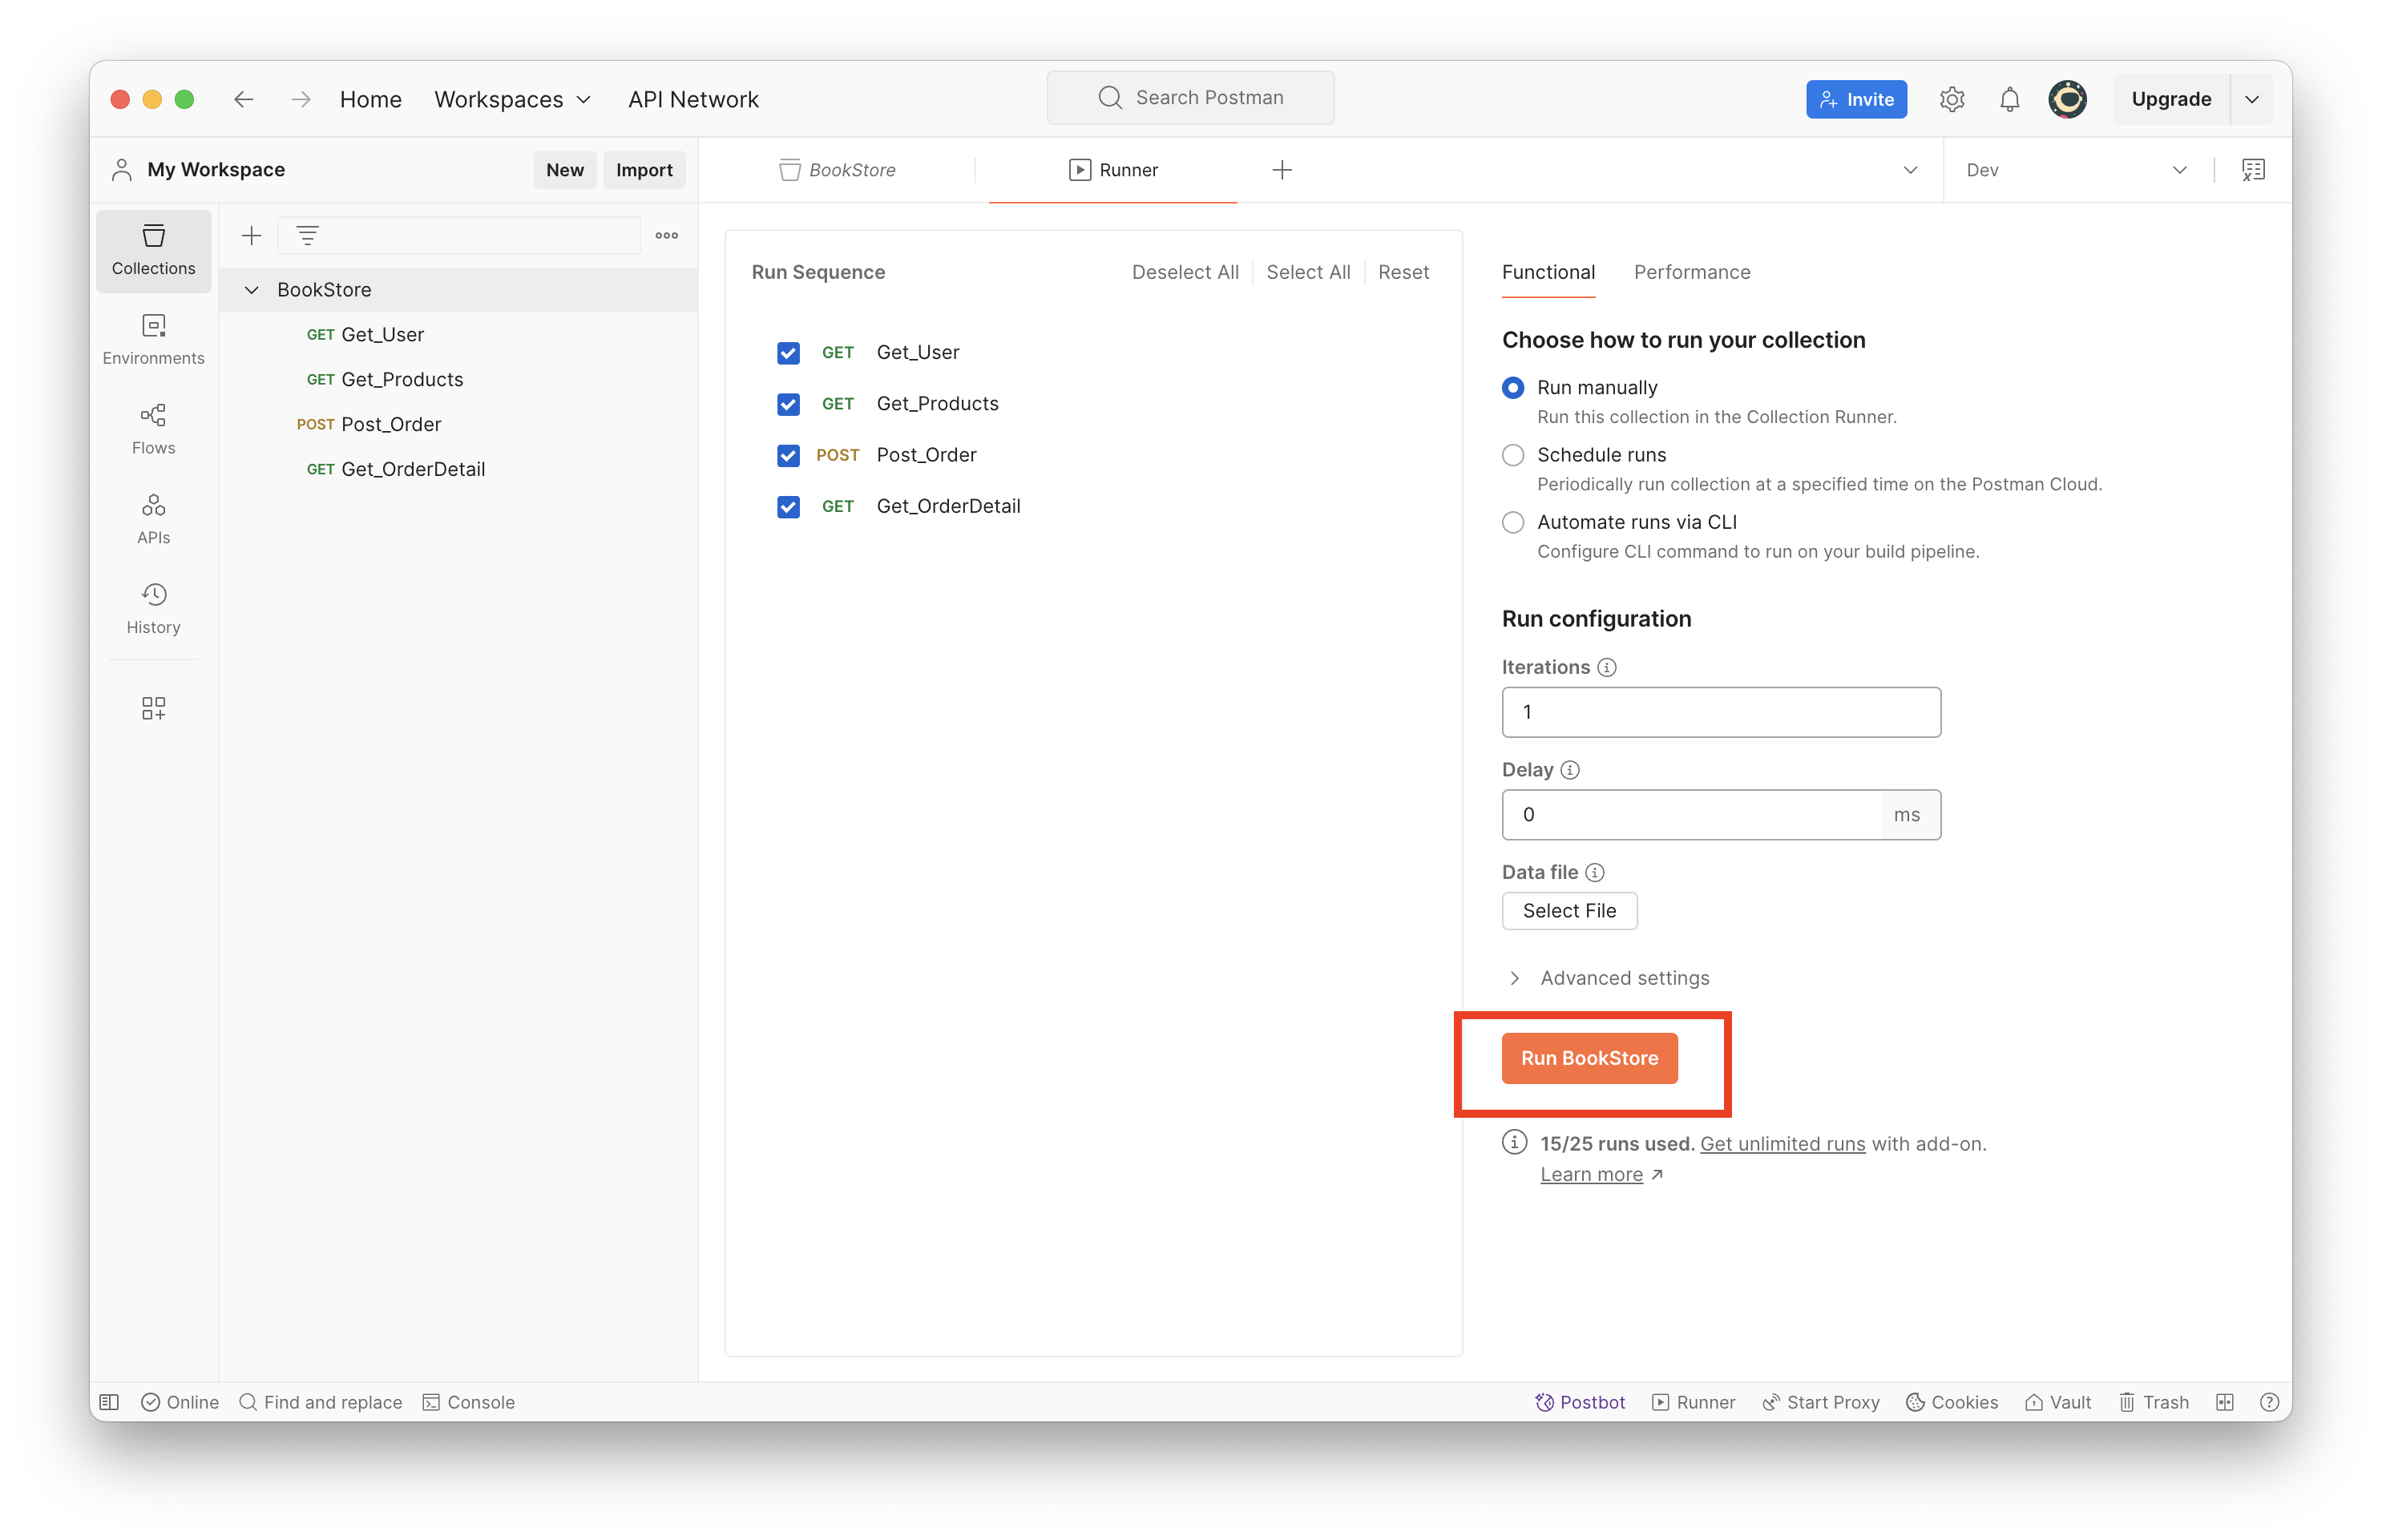 Home
Workspaces
API Network
Search Postman
Invite
Upgrade
My Workspace
New
Import
BookStore
Runner
Dev
Collections
Environments
Flows
APIs
History
BookStore
GET Get_User
GET Get_Products
POST Post_Order
GET Get_OrderDetail
Run Sequence
Deselect All
Select All
Reset
GET Get_User
GET Get_Products
POST Post_Order
GET Get_OrderDetail
Functional
Performance
Choose how to run your collection
Run manually
Run this collection in the Collection Runner.
Schedule runs
Periodically run collection at a specified time on the Postman Cloud.
Automate runs via CLI
Configure CLI command to run on your build pipeline.
Run configuration
Iterations
1
Delay
0 ms
Data file
Select File
Advanced settings
Run BookStore
15/25 runs used. Get unlimited runs with add-on.
Learn more ↗
Online
Find and replace
Console
Postbot
Runner
Start Proxy
Cookies
Vault
Trash